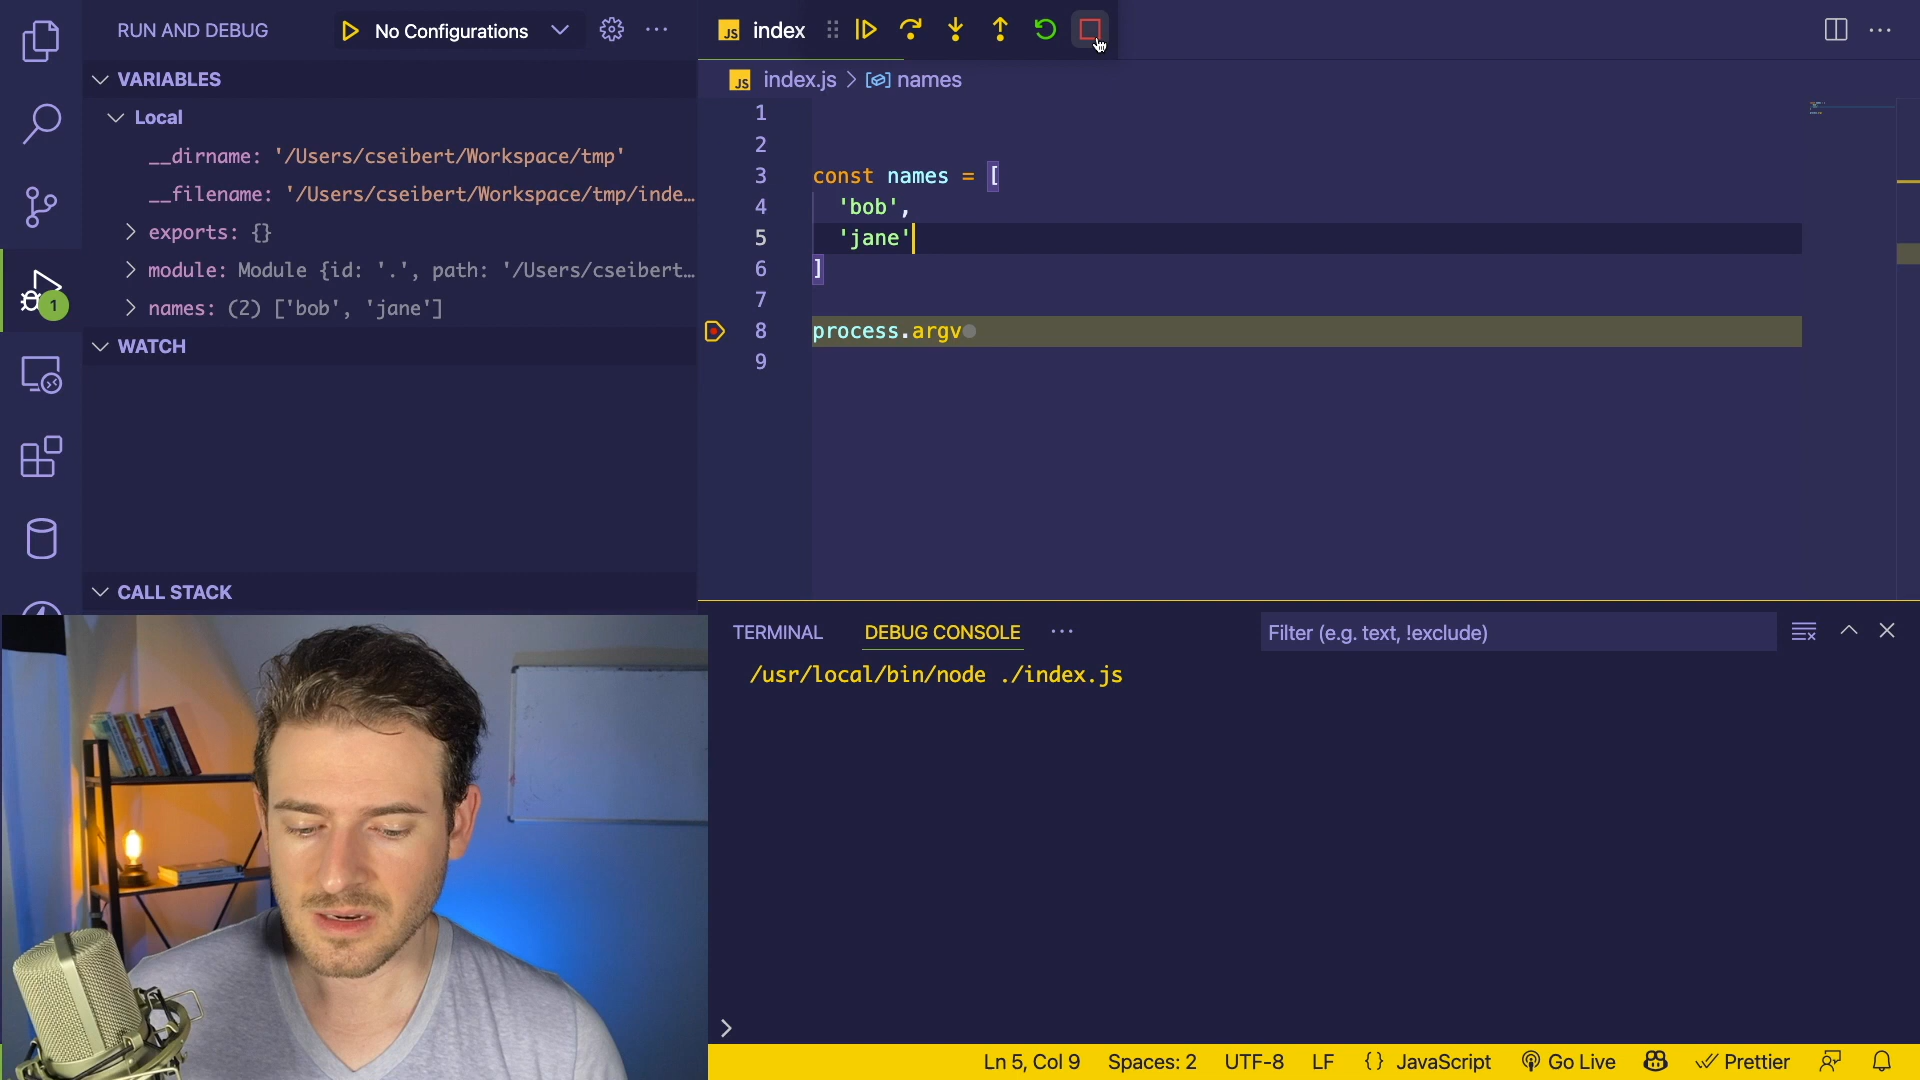 RUN AND DEBUG
No Configurations
VARIABLES
Local
__dirname: '/Users/cseibert/Workspace/tmp'
__filename: '/Users/cseibert/Workspace/tmp/inde…
exports: {}
module: Module {id: '.', path: '/Users/cseibert…
names: (2) ['bob', 'jane']
WATCH
CALL STACK
1
JS index
JS index.js > names
1
2
3 const names = [
4 'bob',
5 'jane'
6 ]
7
8 process.argv
9
TERMINAL
DEBUG CONSOLE
Filter (e.g. text, !exclude)
/usr/local/bin/node ./index.js
>
Ln 5, Col 9
Spaces: 2
UTF-8
LF
{} JavaScript
Go Live
Prettier